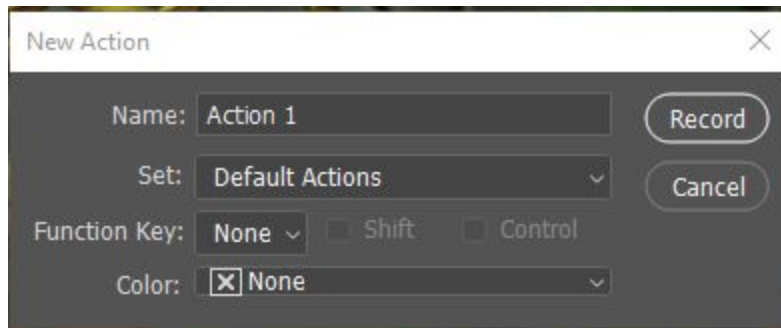 New Action
Name: Action 1 Record
Set: Default Actions Cancel
Function Key: None Shift Control
Color: None